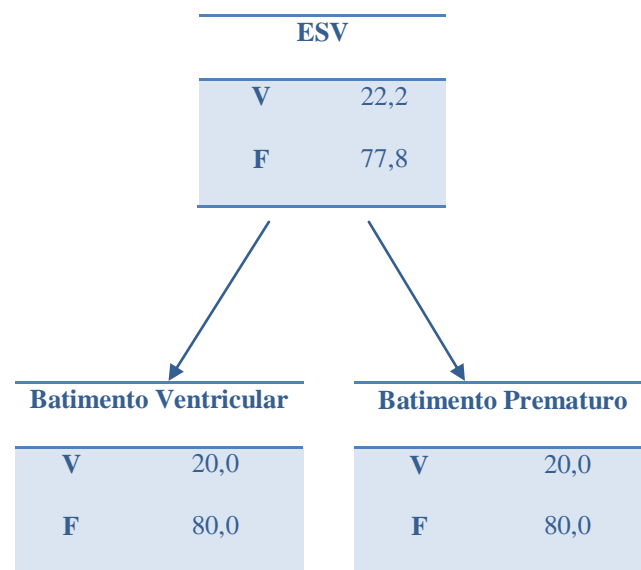 ESV
V 22,2
F 77,8
Batimento Ventricular
V 20,0
F 80,0
Batimento Prematuro
V 20,0
F 80,0